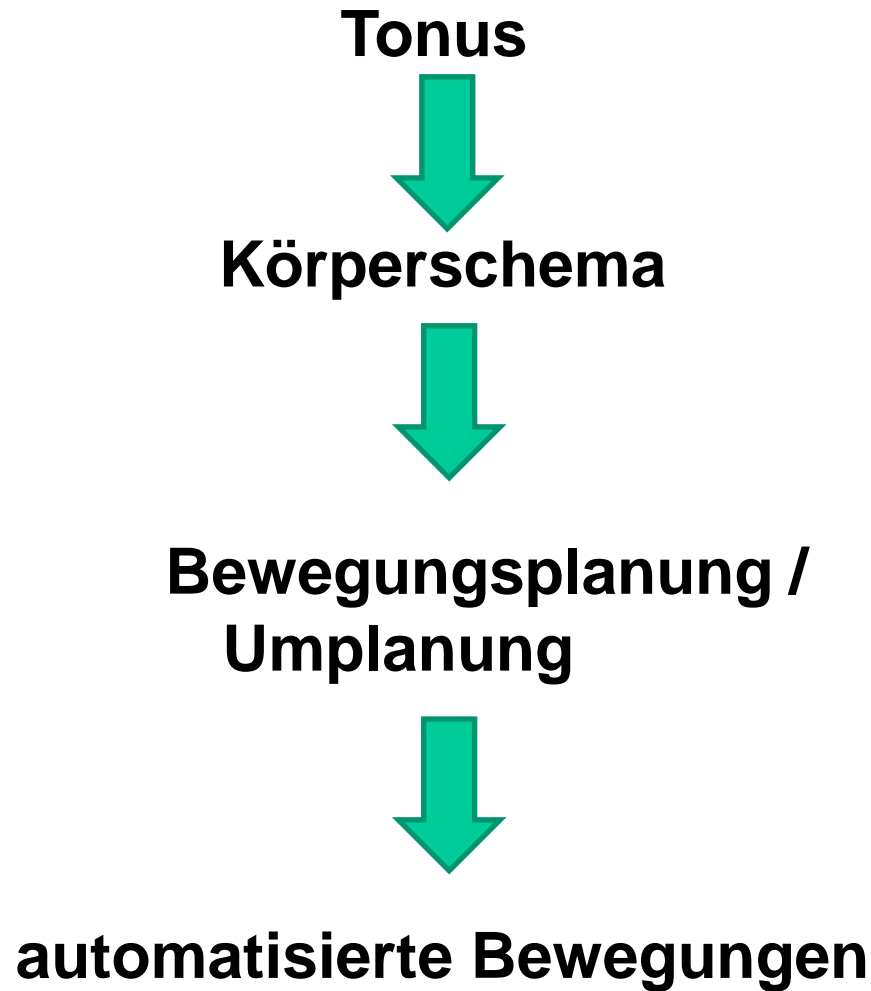 Tonus
Körperschema
Bewegungsplanung /
Umplanung
automatisierte Bewegungen